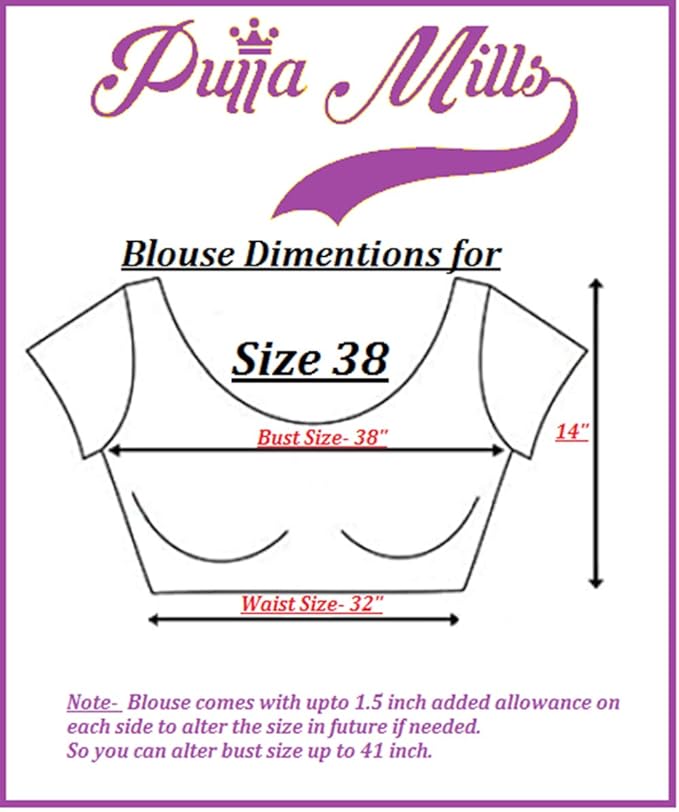 Pujja Mills
Blouse Dimentions for
Size 38
Bust Size- 38"
14"
Waist Size- 32"
Note- Blouse comes with upto 1.5 inch added allowance on
each side to alter the size in future if needed.
So you can alter bust size up to 41 inch.